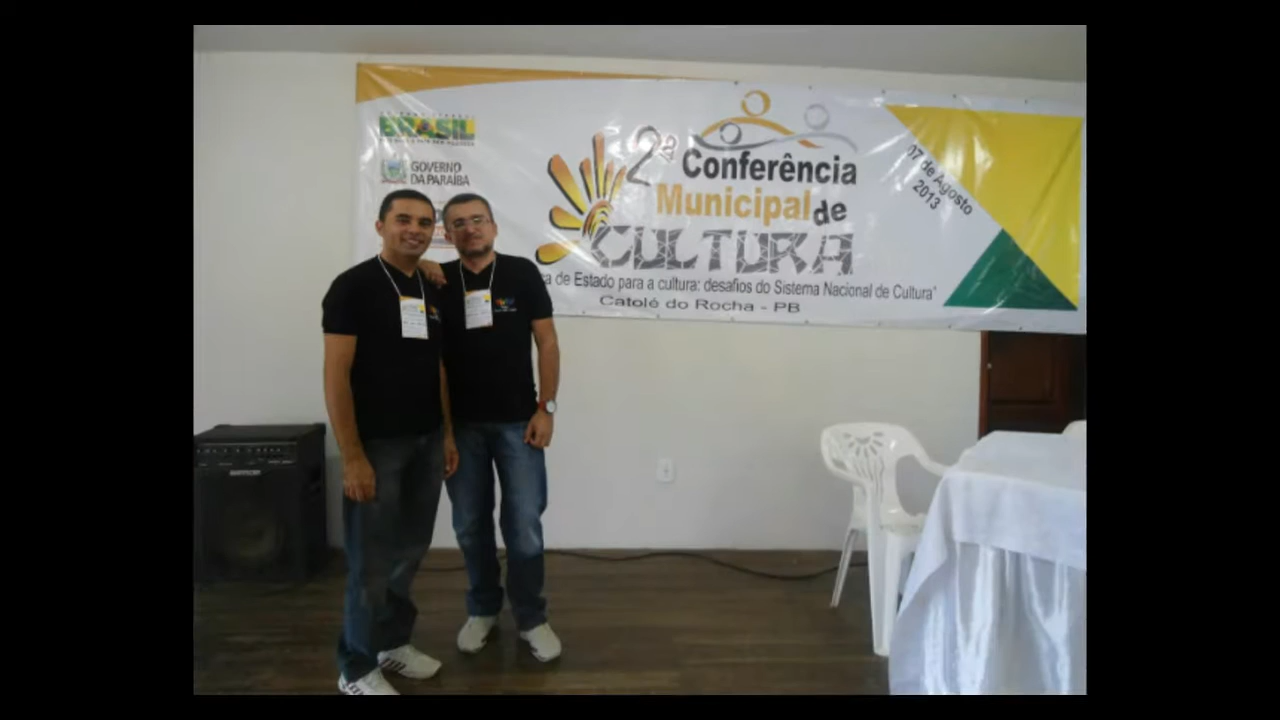 BRASIL
GOVERNO
DA PARAÍBA
2ª Conferência
Municipal de
CULTURA
07 de Agosto
2013
de Estado para a cultura: desafios do Sistema Nacional de Cultura"
Catolé do Rocha - PB